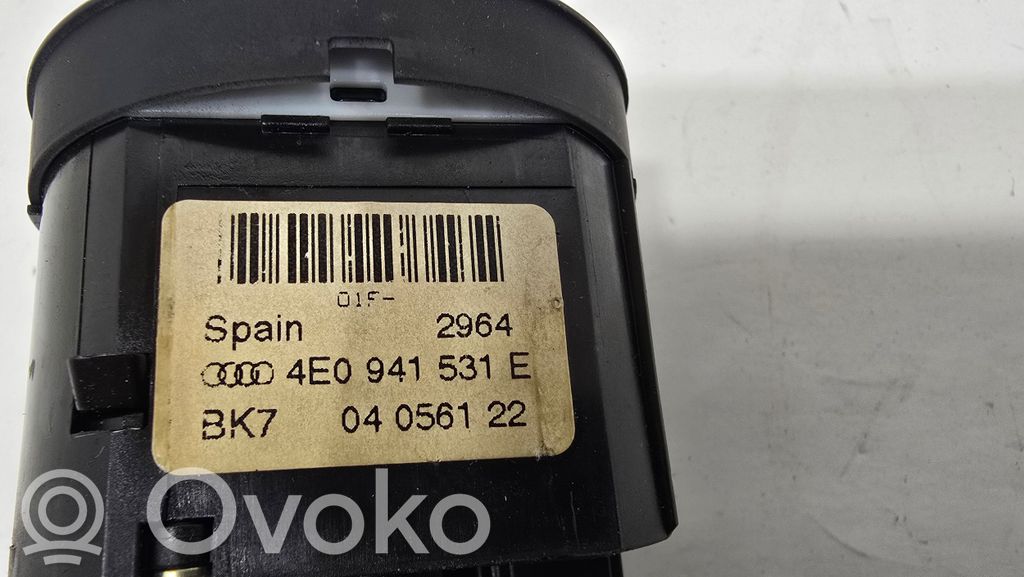 01F-
Spain 2964
4E0 941 531 E
BK7 04 0561 22
Ovoko